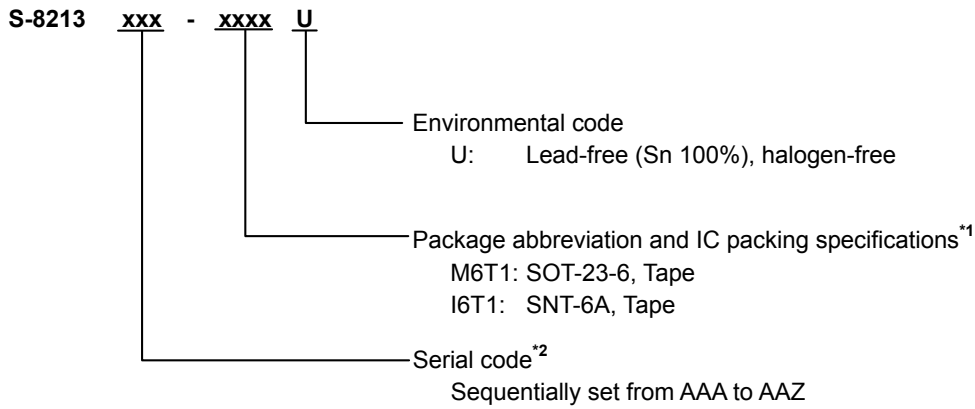 S-8213 xxx - xxxx U
Environmental code
U: Lead-free (Sn 100%), halogen-free
Package abbreviation and IC packing specifications*1
M6T1: SOT-23-6, Tape
I6T1: SNT-6A, Tape
Serial code*2
Sequentially set from AAA to AAZ